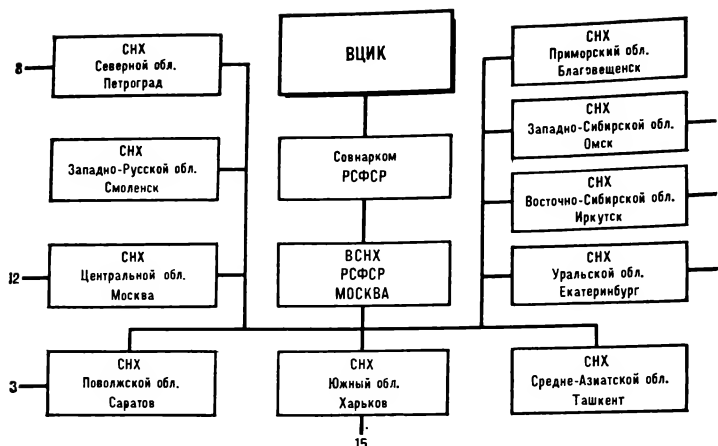 8
СНХ
Северной обл.
Петроград
ВЦИК
СНХ
Приморский обл.
Благовещенск
СНХ
Западно-Русской обл.
Смоленск
Совнарком
РСФСР
СНХ
Западно-Сибирской обл.
Омск
СНХ
Восточно-Сибирской обл.
Иркутск
12
СНХ
Центральной обл.
Москва
ВСНХ
РСФСР
МОСКВА
СНХ
Уральской обл.
Екатеринбург
3
СНХ
Поволжской обл.
Саратов
СНХ
Южный обл.
Харьков
СНХ
Средне-Азиатской обл.
Ташкент
15